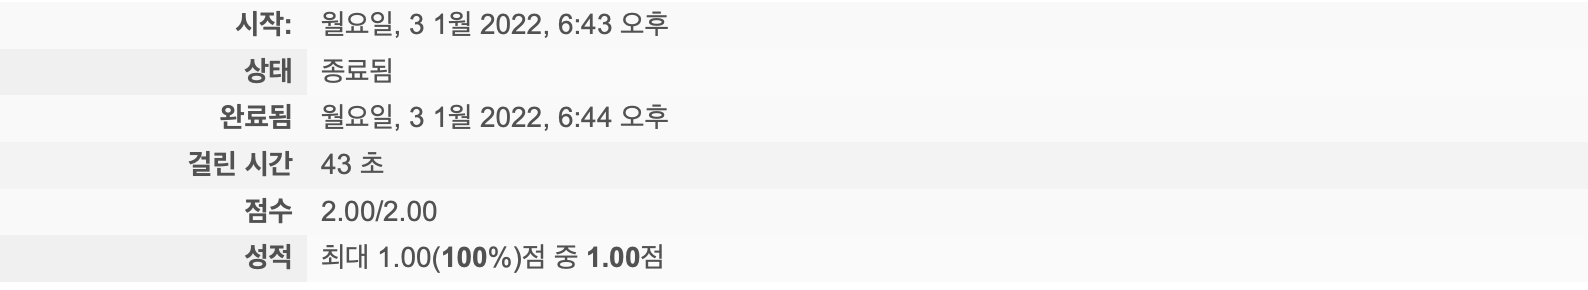 시작: 월요일, 3 1월 2022, 6:43 오후
상태 종료됨
완료됨 월요일, 3 1월 2022, 6:44 오후
걸린 시간 43 초
점수 2.00/2.00
성적 최대 1.00(100%)점 중 1.00점